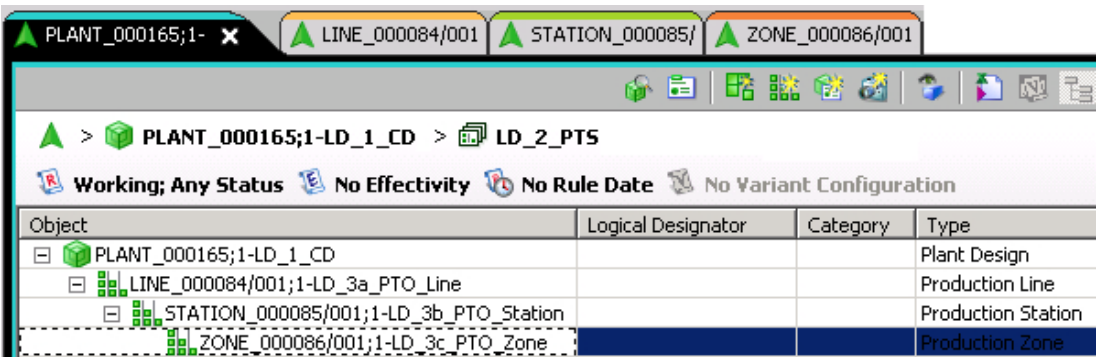 PLANT_000165;1- x LINE_000084/001 STATION_000085/ ZONE_000086/001
> PLANT_000165;1-LD_1_CD > LD_2_PTS
Working; Any Status No Effectivity No Rule Date No Variant Configuration
Object Logical Designator Category Type
PLANT_000165;1-LD_1_CD Plant Design
LINE_000084/001;1-LD_3a_PTO_Line Production Line
STATION_000085/001;1-LD_3b_PTO_Station Production Station
ZONE_000086/001;1-LD_3c_PTO_Zone Production Zone